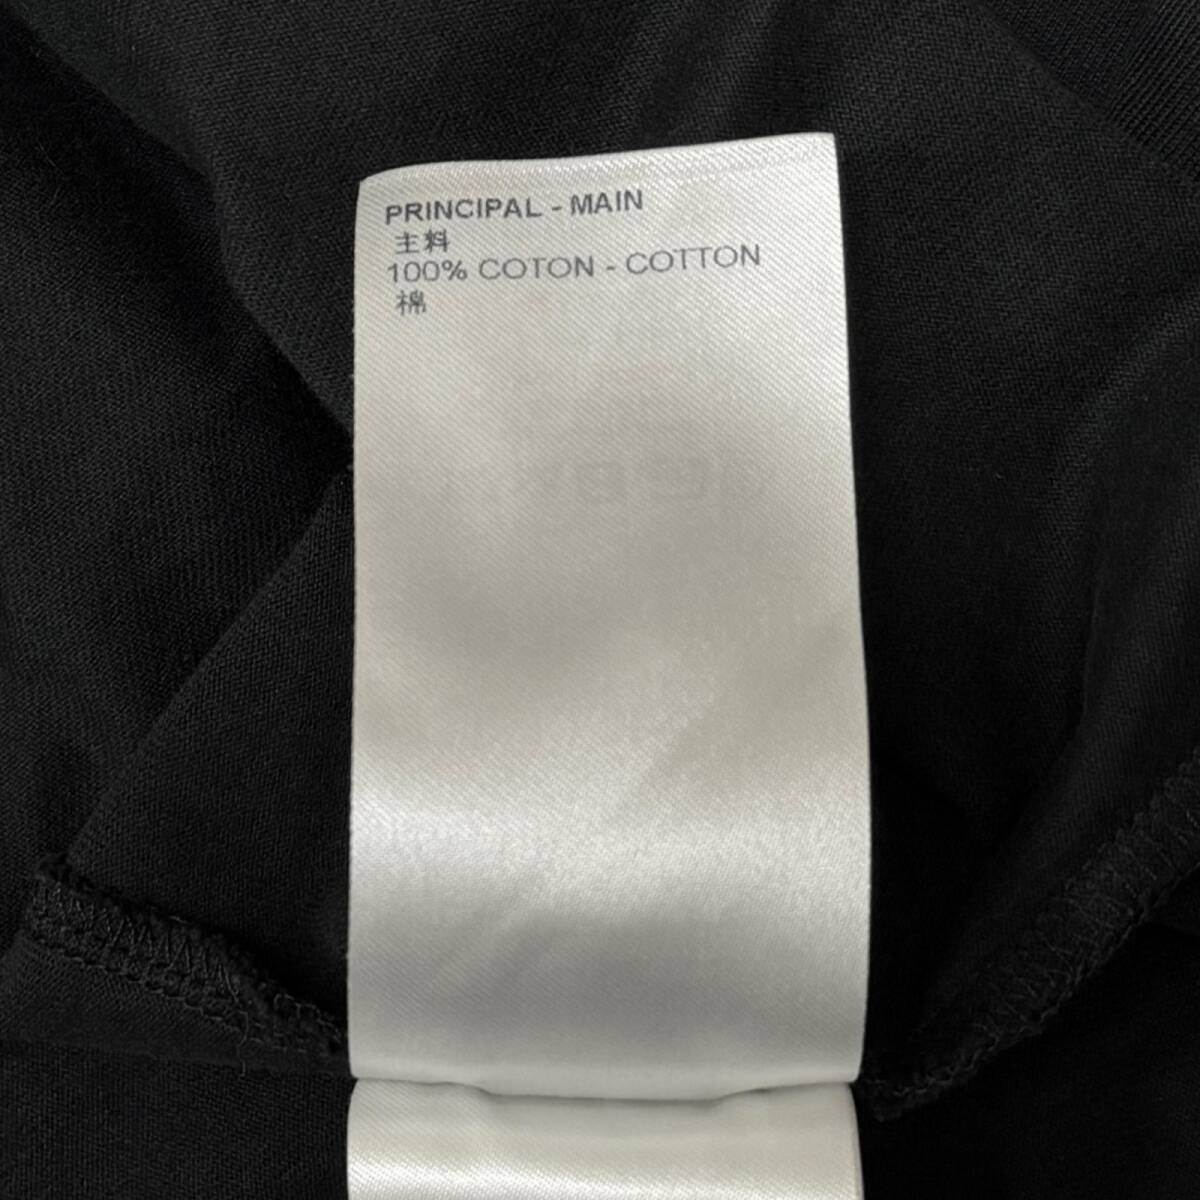 PRINCIPAL - MAIN
主料
100% COTON - COTTON
棉